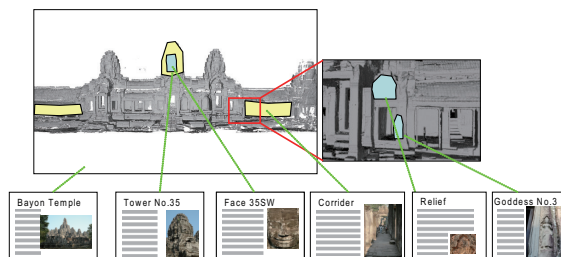 Bayon Temple
Tower No.35
Face 35SW
Corrider
Relief
Goddess No.3